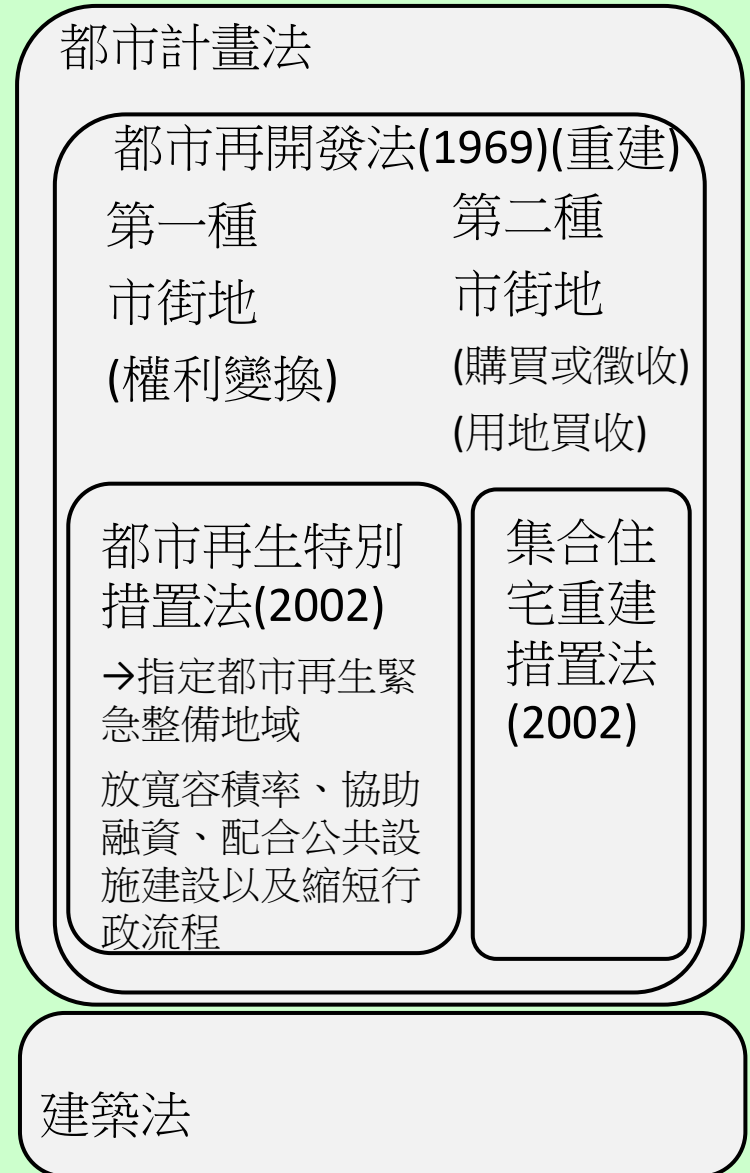 都市計畫法
都市再開發法(1969)(重建)
第一種
市街地
(權利變換)
第二種
市街地
(購買或徵收)
(用地買收)
都市再生特別
措置法(2002)
→指定都市再生緊
急整備地域
放寬容積率、協助
融資、配合公共設
施建設以及縮短行
政流程
集合住
宅重建
措置法
(2002)
建築法